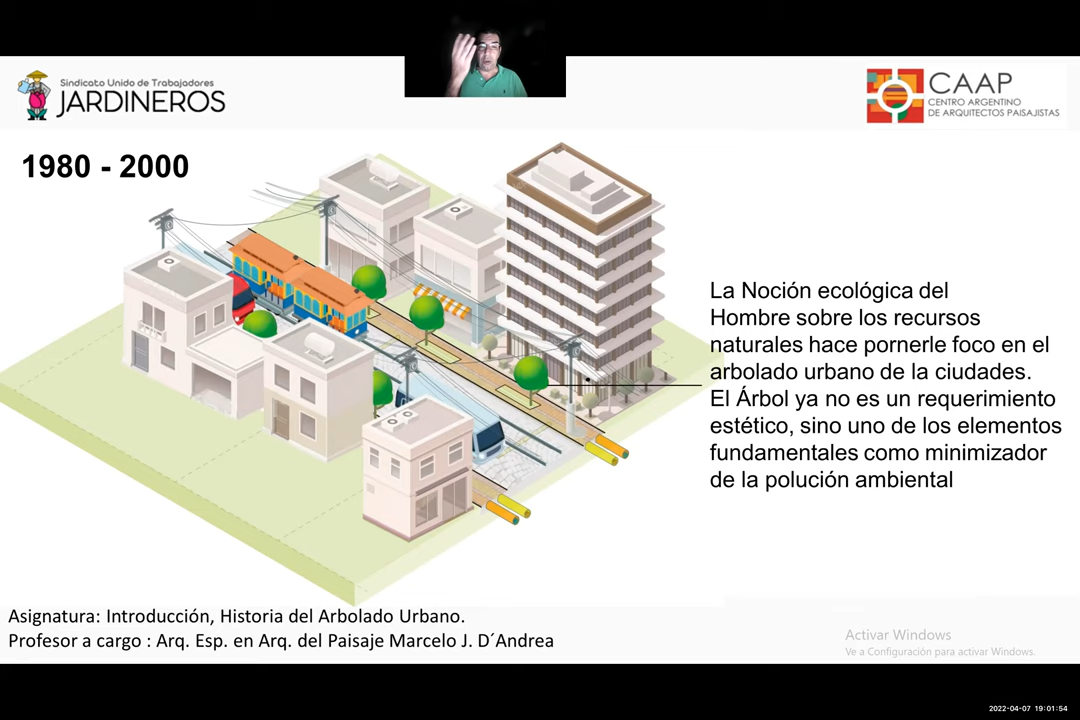 Sindicato Unido de Trabajadores
JARDINEROS
CAAP
CENTRO ARGENTINO
DE ARQUITECTOS PAISAJISTAS
1980 - 2000
La Noción ecológica del
Hombre sobre los recursos
naturales hace pornerle foco en el
arbolado urbano de la ciudades.
El Árbol ya no es un requerimiento
estético, sino uno de los elementos
fundamentales como minimizador
de la polución ambiental
Asignatura: Introducción, Historia del Arbolado Urbano.
Profesor a cargo : Arq. Esp. en Arq. del Paisaje Marcelo J. D´Andrea
Activar Windows
Ve a Configuración para activar Windows.
2022-04-07 19:01:54